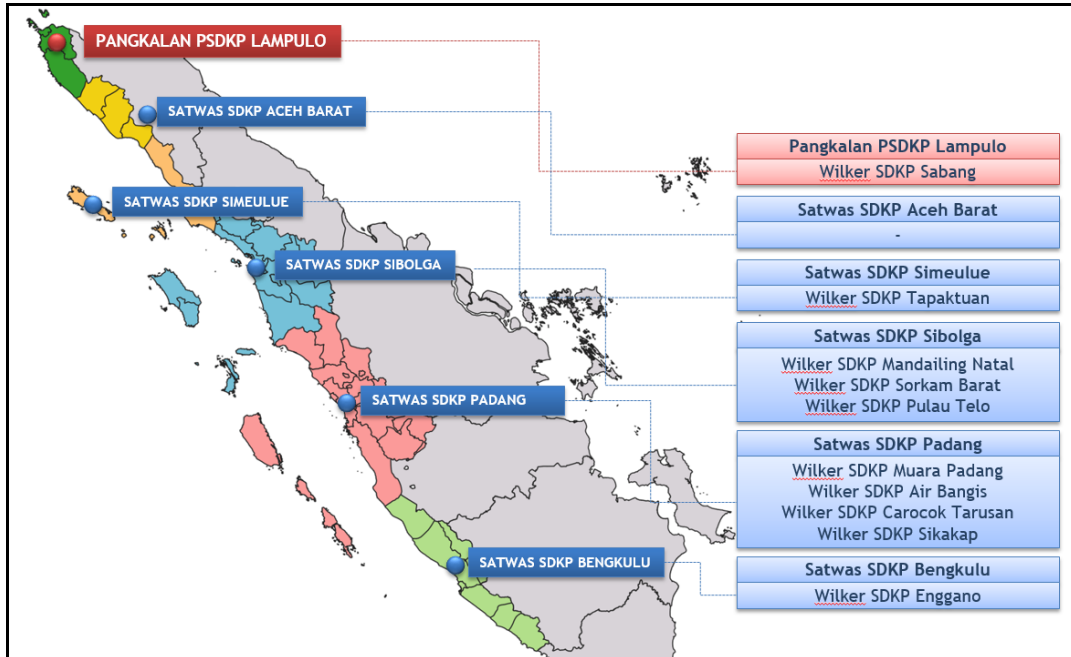 PANGKALAN PSDKP LAMPULO
SATWAS SDKP ACEH BARAT
SATWAS SDKP SIMEULUE
SATWAS SDKP SIBOLGA
SATWAS SDKP PADANG
SATWAS SDKP BENGKULU
Pangkalan PSDKP Lampulo
Wilker SDKP Sabang
Satwas SDKP Aceh Barat
-
Satwas SDKP Simeulue
Wilker SDKP Tapaktuan
Satwas SDKP Sibolga
Wilker SDKP Mandailing Natal
Wilker SDKP Sorkam Barat
Wilker SDKP Pulau Telo
Satwas SDKP Padang
Wilker SDKP Muara Padang
Wilker SDKP Air Bangis
Wilker SDKP Carocok Tarusan
Wilker SDKP Sikakap
Satwas SDKP Bengkulu
Wilker SDKP Enggano